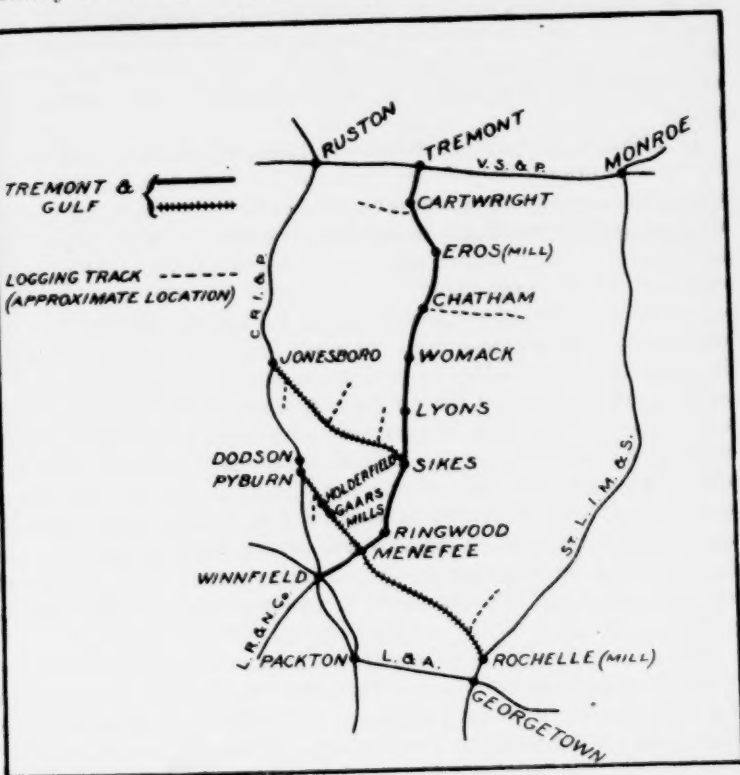 RUSTON
TREMONT
V. S. & P.
MONROE
TREMONT &
GULF
CARTWRIGHT
EROS (MILL)
LOGGING TRACK
(APPROXIMATE LOCATION)
C. R. I. & P.
CHATHAM
JONESBORO
WOMACK
LYONS
DODSON
PYBURN
HOLDERFIELD
GAARS
MILLS
SIKES
ST. L. I. M. & S.
RINGWOOD
MENEFEE
WINNFIELD
L. R. & N. Co.
PACKTON
L. & A.
ROCHELLE (MILL)
GEORGETOWN